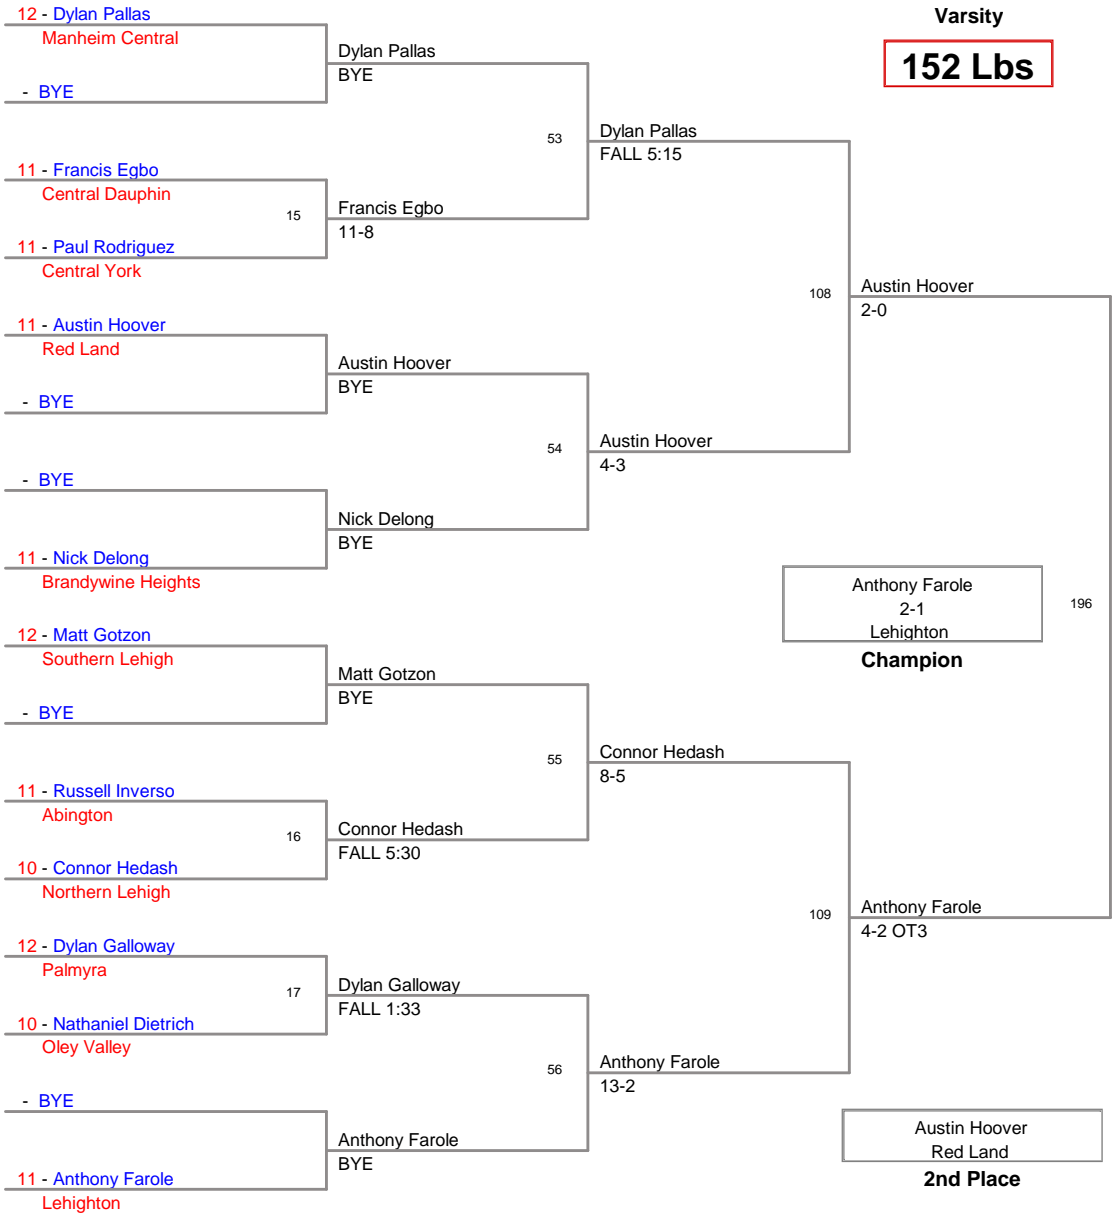 Varsity
152 Lbs
12 - Dylan Pallas
Manheim Central
- BYE
11 - Francis Egbo
Central Dauphin
15
11 - Paul Rodriguez
Central York
11 - Austin Hoover
Red Land
- BYE
- BYE
11 - Nick Delong
Brandywine Heights
12 - Matt Gotzon
Southern Lehigh
- BYE
11 - Russell Inverso
Abington
16
10 - Connor Hedash
Northern Lehigh
12 - Dylan Galloway
Palmyra
17
10 - Nathaniel Dietrich
Oley Valley
- BYE
11 - Anthony Farole
Lehighton
Dylan Pallas
BYE
53
Francis Egbo
11-8
Austin Hoover
BYE
54
Nick Delong
BYE
Matt Gotzon
BYE
55
Connor Hedash
FALL 5:30
Dylan Galloway
FALL 1:33
56
Anthony Farole
BYE
Dylan Pallas
FALL 5:15
108
Austin Hoover
4-3
Connor Hedash
8-5
109
Anthony Farole
13-2
Austin Hoover
2-0
196
Anthony Farole
4-2 OT3
Anthony Farole
2-1
Lehighton
Champion
Austin Hoover
Red Land
2nd Place